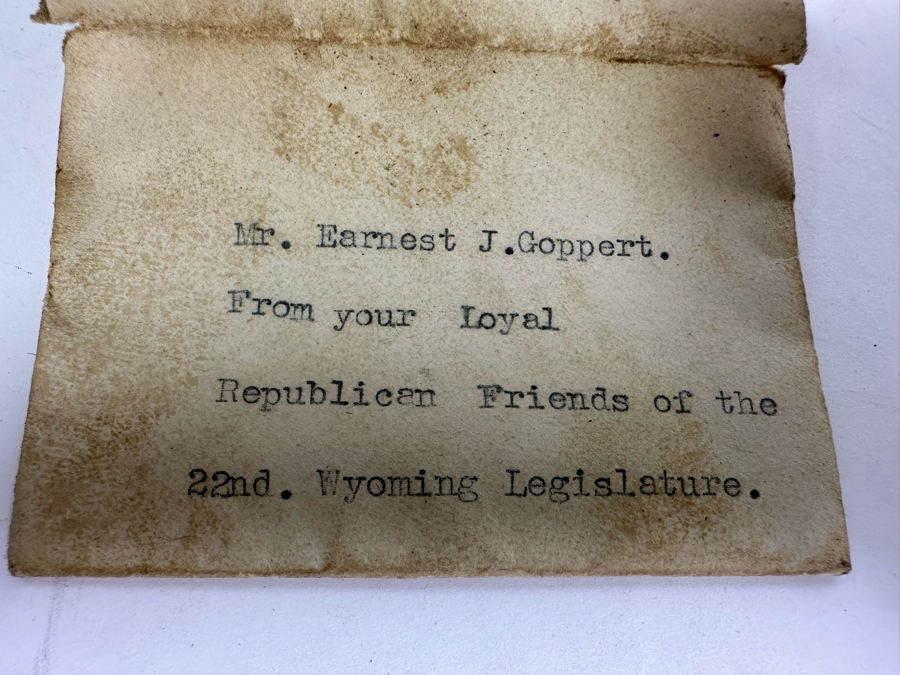 Mr. Earnest J.Goppert.
From your Loyal
Republican Friends of the
22nd. Wyoming Legislature.